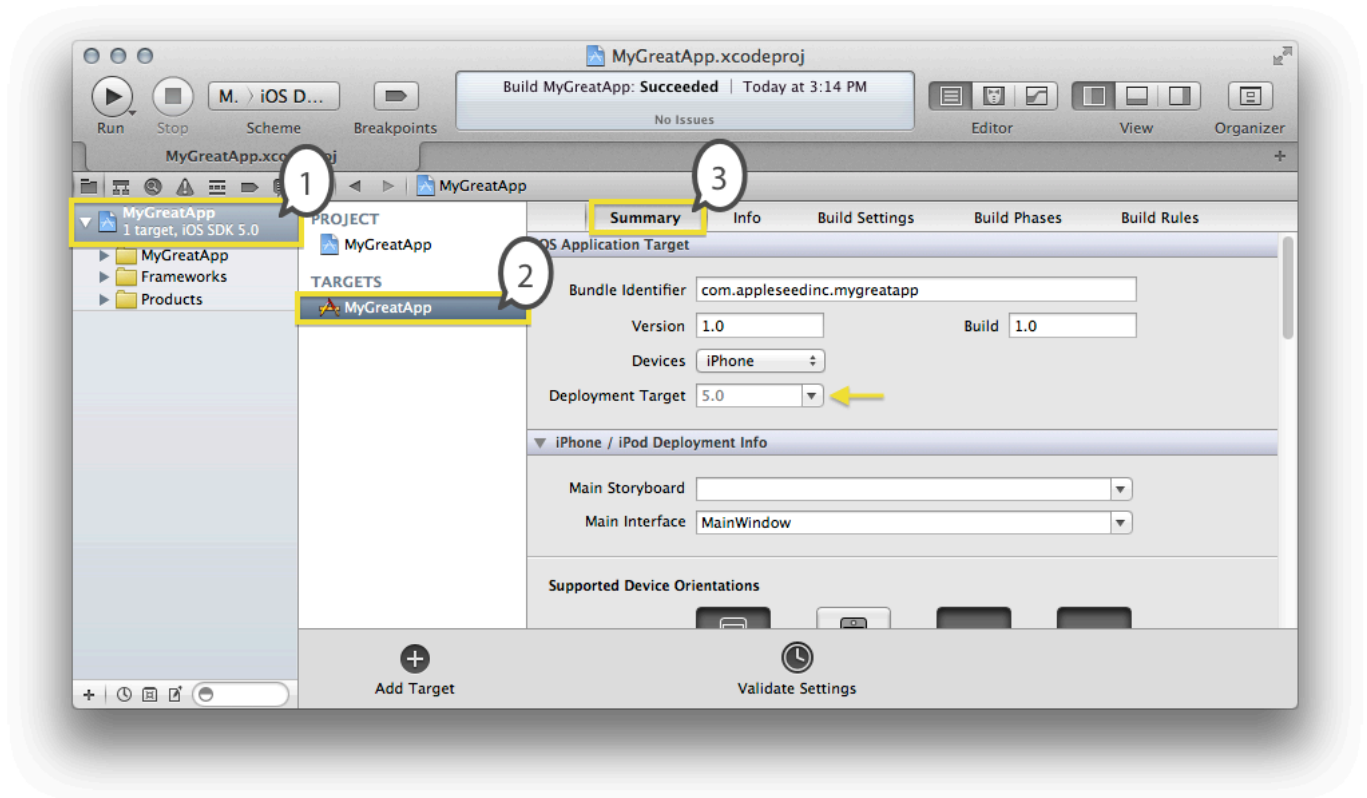 MyGreatApp.xcodeproj
Build MyGreatApp: Succeeded | Today at 3:14 PM
No Issues
M. 〉 iOS D...
Run Stop Scheme Breakpoints Editor View Organizer
MyGreatApp.xco oj
1
3
MyGreatApp
MyGreatApp
1 target, iOS SDK 5.0
MyGreatApp
Frameworks
Products
PROJECT
MyGreatApp
TARGETS
MyGreatApp
2
Summary Info Build Settings Build Phases Build Rules
OS Application Target
Bundle Identifier com.appleseedinc.mygreatapp
Version 1.0 Build 1.0
Devices iPhone
Deployment Target 5.0
iPhone / iPod Deployment Info
Main Storyboard
Main Interface MainWindow
Supported Device Orientations
Add Target Validate Settings